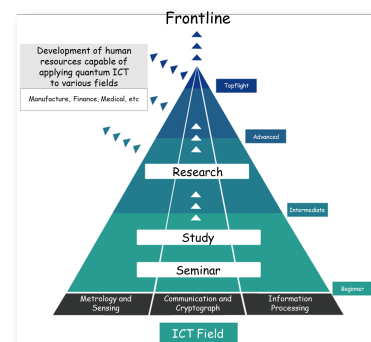 Frontline
Development of human
resources capable of
applying quantum ICT
to various fields
Manufacture, Finance, Medical, etc
Topflight
Advanced
Research
Intermediate
Study
Seminar
Beginner
Metrology and
Sensing
Communication and
Cryptograph
Information
Processing
ICT Field